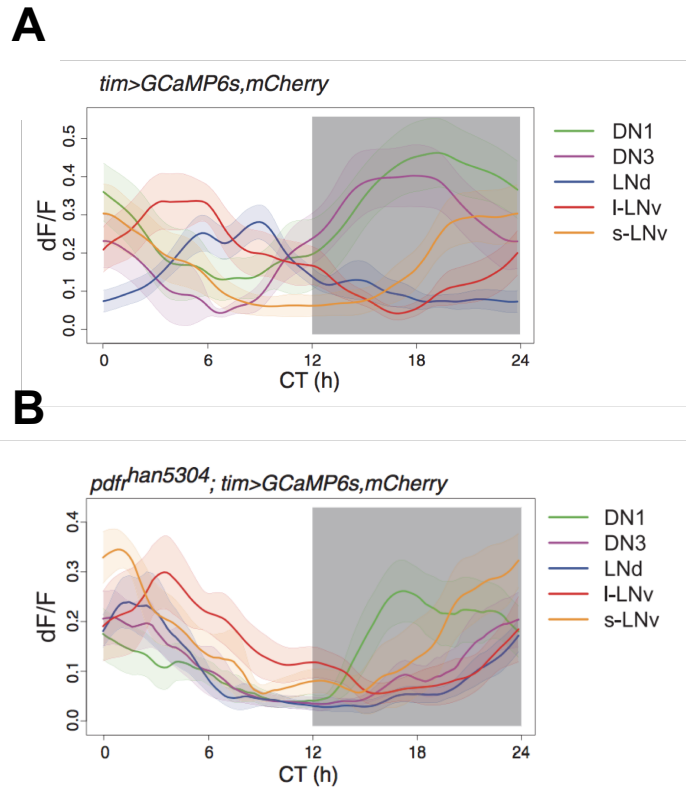 A
tim>GCaMP6s,mCherry
dF/F
0.5
0.4
0.3
0.2
0.1
0.0
0 6 12 18 24
CT (h)
DN1
DN3
LNd
l-LNv
s-LNv
B
pdfrhan5304; tim>GCaMP6s,mCherry
dF/F
0.4
0.3
0.2
0.1
0.0
0 6 12 18 24
CT (h)
DN1
DN3
LNd
l-LNv
s-LNv